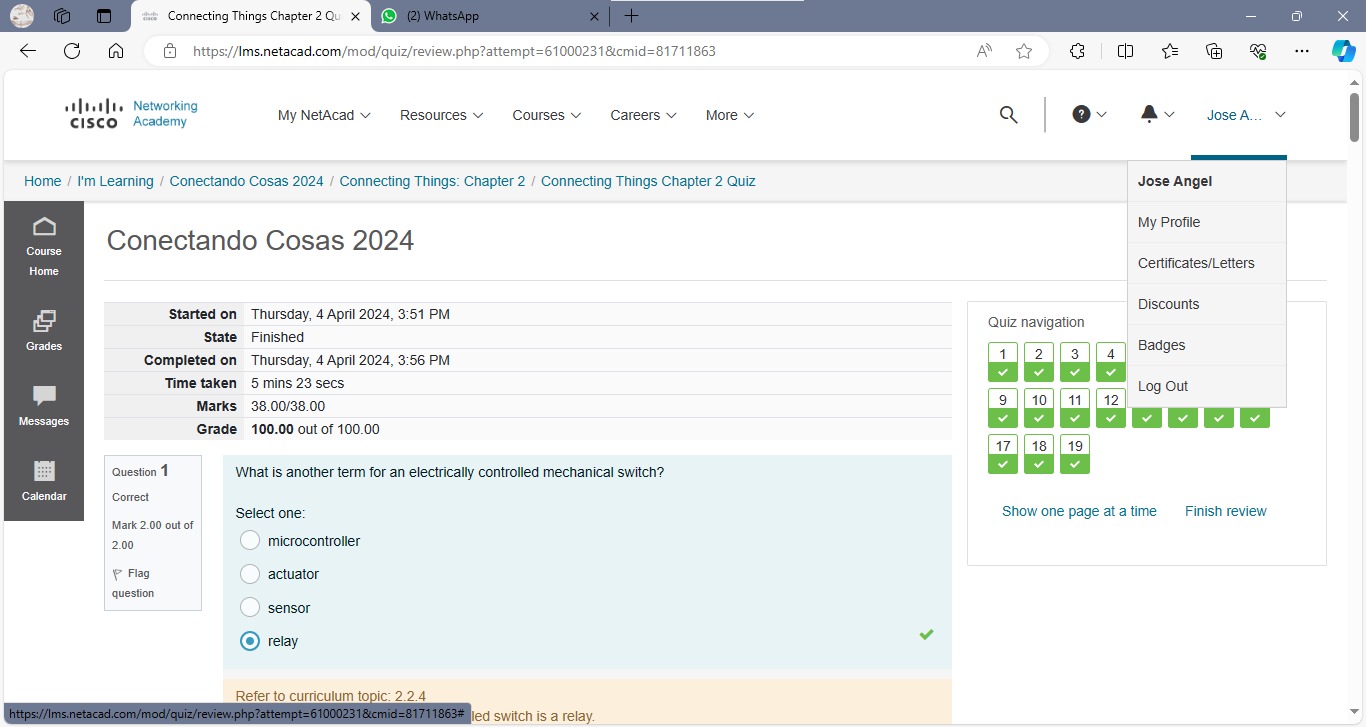 Connecting Things Chapter 2 Qu
(2) WhatsApp
https://lms.netacad.com/mod/quiz/review.php?attempt=61000231&cmid=81711863
CISCO Networking Academy
My NetAcad
Resources
Courses
Careers
More
Jose A...
Home / I'm Learning / Conectando Cosas 2024 / Connecting Things: Chapter 2 / Connecting Things Chapter 2 Quiz
Jose Angel
My Profile
Certificates/Letters
Discounts
Badges
Log Out
Course
Home
Grades
Messages
Calendar
Conectando Cosas 2024
Started on Thursday, 4 April 2024, 3:51 PM
State Finished
Completed on Thursday, 4 April 2024, 3:56 PM
Time taken 5 mins 23 secs
Marks 38.00/38.00
Grade 100.00 out of 100.00
Quiz navigation
1 2 3 4
9 10 11 12
17 18 19
Show one page at a time
Finish review
Question 1
Correct
Mark 2.00 out of
2.00
Flag
question
What is another term for an electrically controlled mechanical switch?
Select one:
microcontroller
actuator
sensor
relay
Refer to curriculum topic: 2.2.4
led switch is a relay.
https://lms.netacad.com/mod/quiz/review.php?attempt=61000231&cmid=81711863#